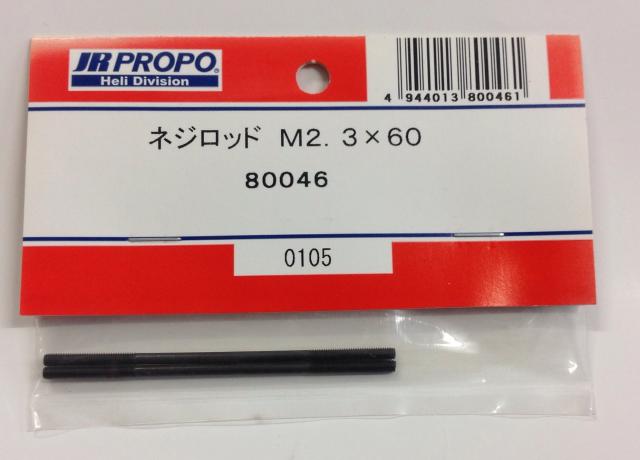 JR PROPO®
Heli Division
4 944013 800461
ネジロッド M2. 3×60
80046
0105